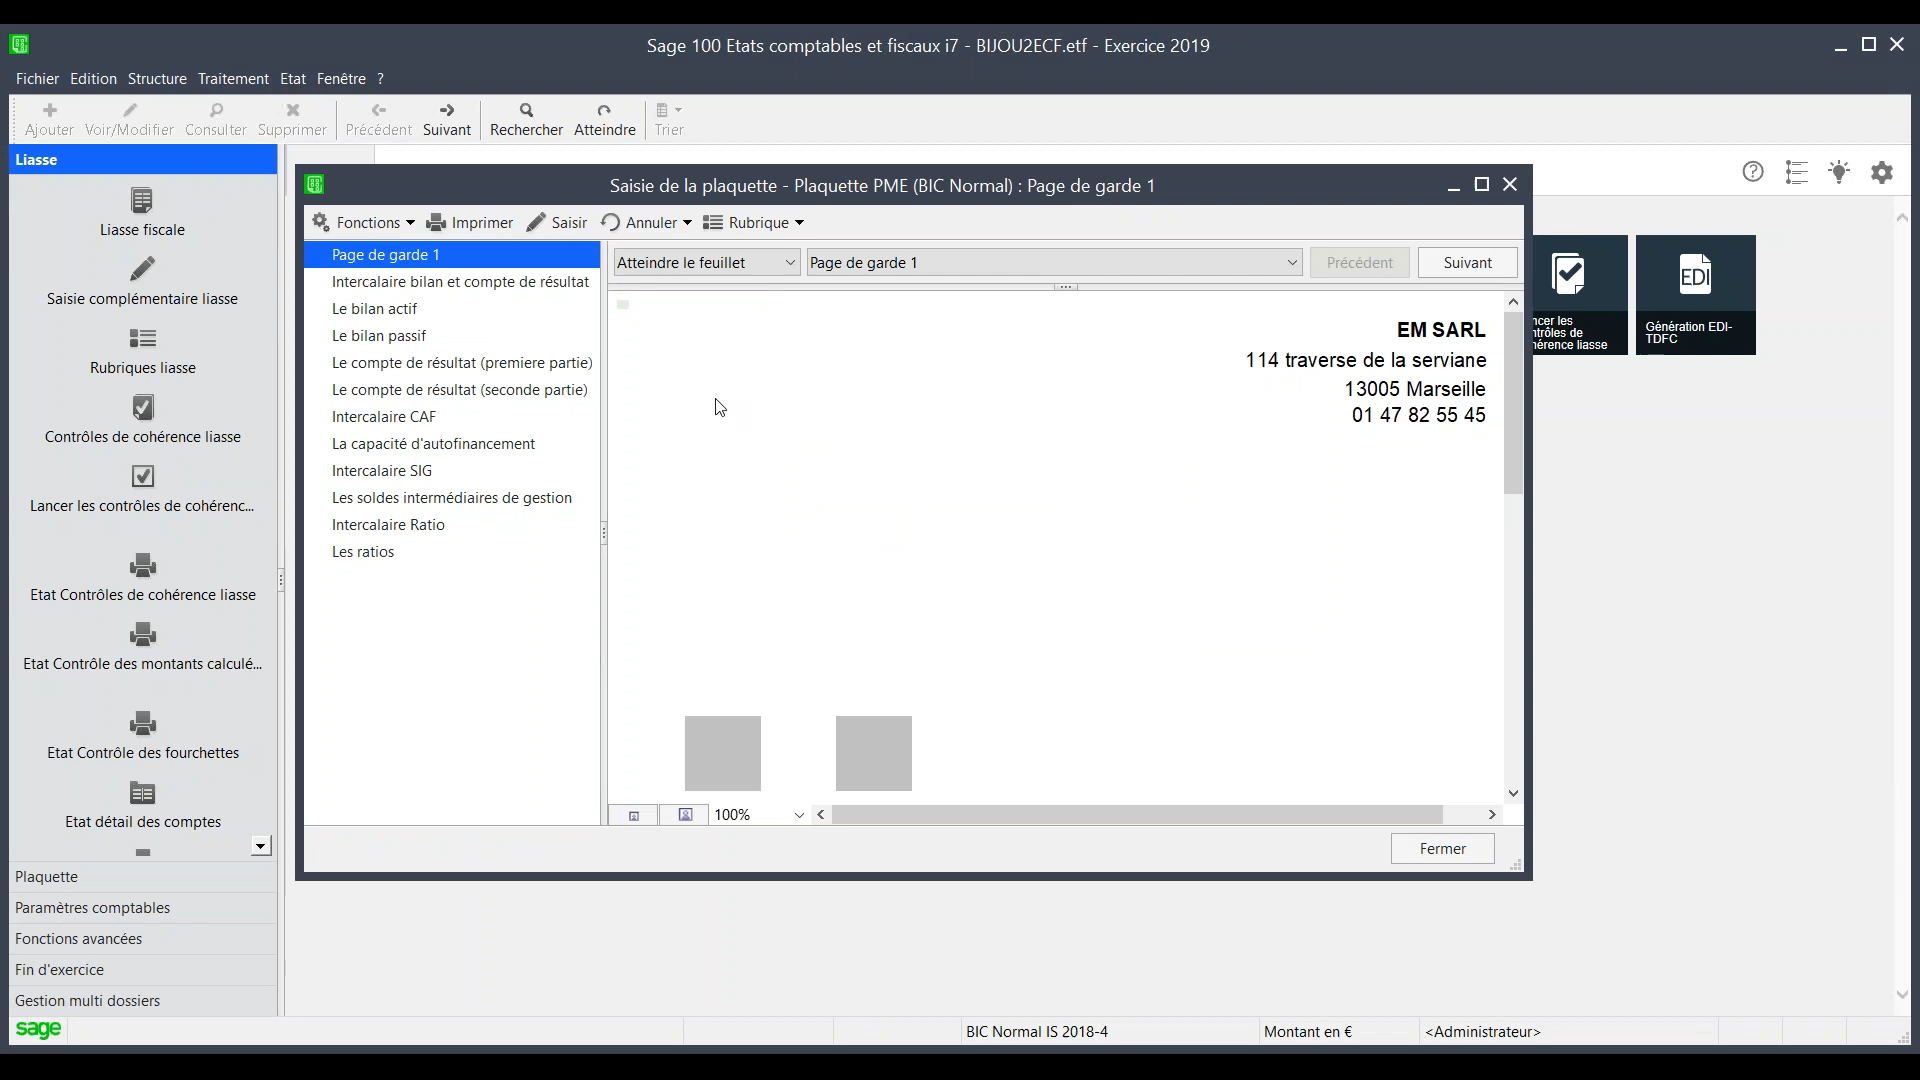 Sage 100 Etats comptables et fiscaux i7 - BIJOU2ECF.etf - Exercice 2019
Fichier Edition Structure Traitement Etat Fenêtre ?
Ajouter Voir/Modifier Consulter Supprimer Précédent Suivant Rechercher Atteindre Trier
Liasse
Liasse fiscale
Saisie complémentaire liasse
Rubriques liasse
Contrôles de cohérence liasse
Lancer les contrôles de cohérenc...
Etat Contrôles de cohérence liasse
Etat Contrôle des montants calculé...
Etat Contrôle des fourchettes
Etat détail des comptes
Plaquette
Paramètres comptables
Fonctions avancées
Fin d'exercice
Gestion multi dossiers
Saisie de la plaquette - Plaquette PME (BIC Normal) : Page de garde 1
Fonctions Imprimer Saisir Annuler Rubrique
Page de garde 1
Intercalaire bilan et compte de résultat
Le bilan actif
Le bilan passif
Le compte de résultat (premiere partie)
Le compte de résultat (seconde partie)
Intercalaire CAF
La capacité d'autofinancement
Intercalaire SIG
Les soldes intermédiaires de gestion
Intercalaire Ratio
Les ratios
Atteindre le feuillet Page de garde 1 Précédent Suivant
EM SARL
114 traverse de la serviane
13005 Marseille
01 47 82 55 45
100%
Fermer
ncer les
ntrôles de
hérence liasse
EDI
Génération EDI-
TDFC
sage BIC Normal IS 2018-4 Montant en € <Administrateur>